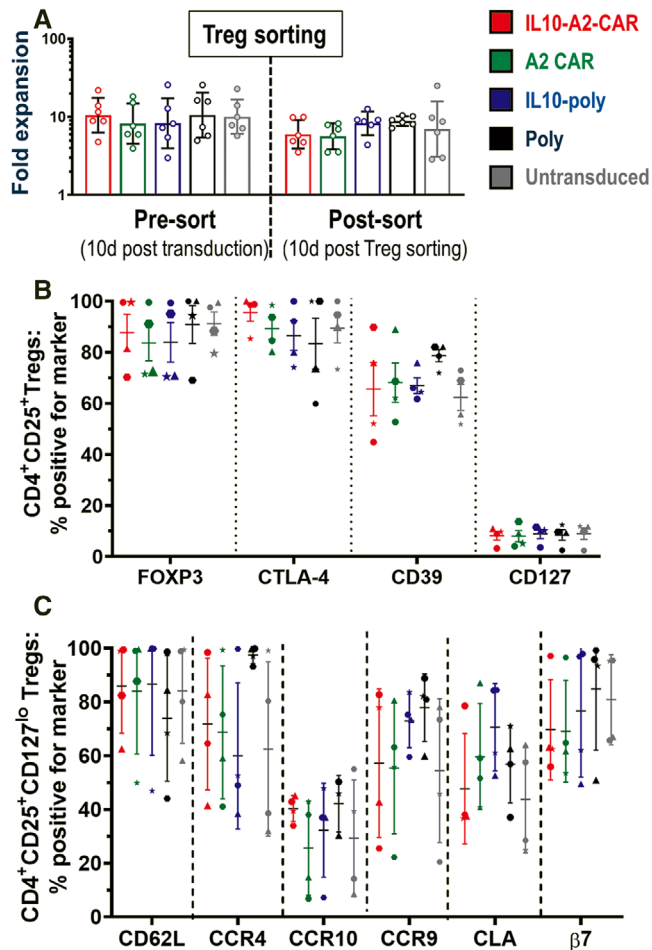 A
Treg sorting
Fold expansion
100
10
1
Pre-sort
(10d post transduction)
Post-sort
(10d post Treg sorting)
IL10-A2-CAR
A2 CAR
IL10-poly
Poly
Untransduced
B
CD4+CD25+Tregs:
% positive for marker
100
80
60
40
20
0
FOXP3 CTLA-4 CD39 CD127
C
CD4+CD25+CD127lo Tregs:
% positive for marker
100
80
60
40
20
0
CD62L CCR4 CCR10 CCR9 CLA β7